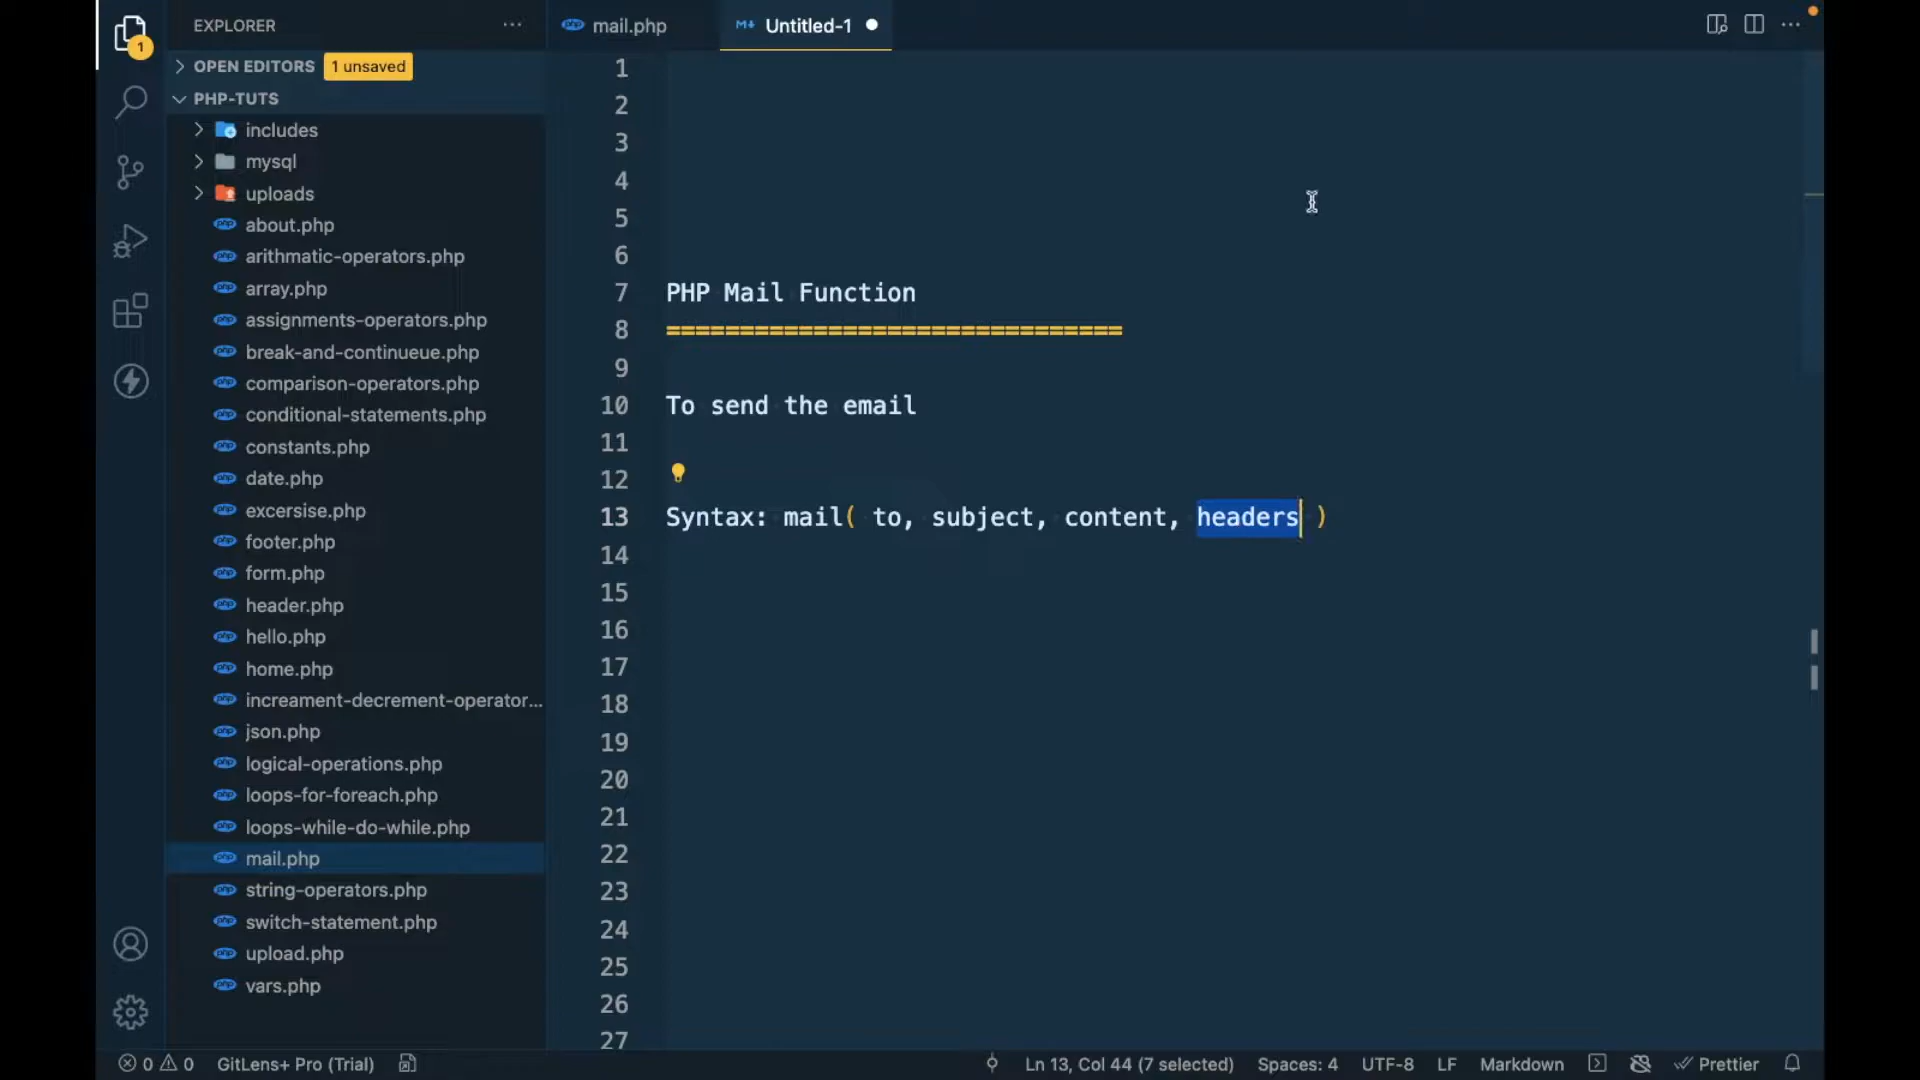 EXPLORER
mail.php
Untitled-1
OPEN EDITORS 1 unsaved
PHP-TUTS
includes
mysql
uploads
about.php
arithmatic-operators.php
array.php
assignments-operators.php
break-and-continueue.php
comparison-operators.php
conditional-statements.php
constants.php
date.php
excersise.php
footer.php
form.php
header.php
hello.php
home.php
increament-decrement-operator...
json.php
logical-operations.php
loops-for-foreach.php
loops-while-do-while.php
mail.php
string-operators.php
switch-statement.php
upload.php
vars.php
1
1
2
3
4
5
6
7 PHP Mail Function
8 ===============================
9
10 To send the email
11
12
13 Syntax: mail( to, subject, content, headers )
14
15
16
17
18
19
20
21
22
23
24
25
26
27
0 0 GitLens+ Pro (Trial) Ln 13, Col 44 (7 selected) Spaces: 4 UTF-8 LF Markdown Prettier